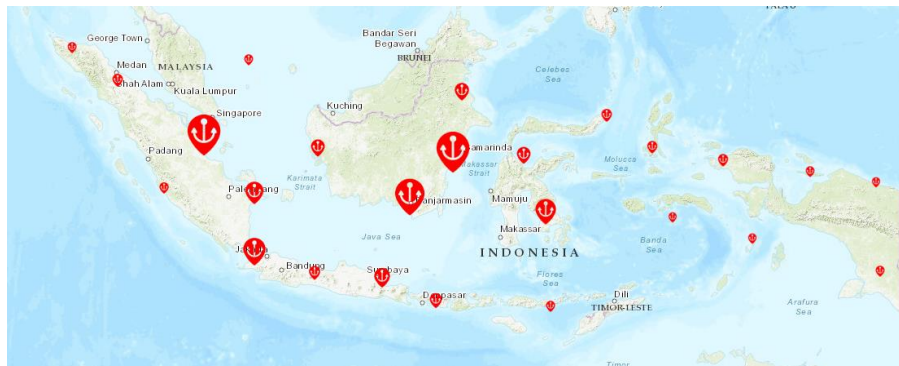 PALAU
George Town
Bandar Seri
Begawan
BRUNEI
Medan
MALAYSIA
Celebes
Sea
Shah Alam
Kuala Lumpur
Kuching
Singapore
Samarinda
Padang
Molucca
Sea
Makassar
Strait
Karimata
Strait
Palembang
Mamuju
Banjarmasin
Makassar
Java Sea
Banda
Sea
INDONESIA
Jakarta
Bandung
Surabaya
Flores
Sea
Denpasar
Dili
TIMOR-LESTE
Arafura
Sea
Timor